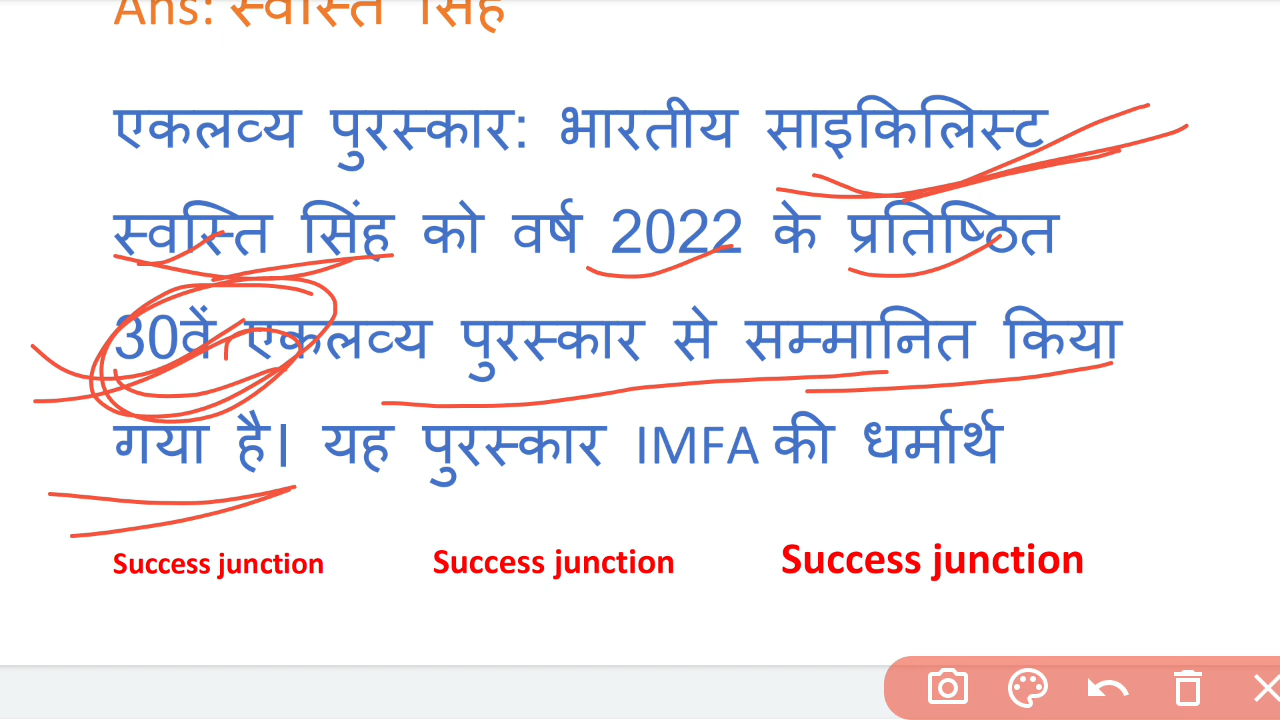 Ans: स्वस्ति सिंह
एकलव्य पुरस्कार: भारतीय साइकिलिस्ट
स्वस्ति सिंह को वर्ष 2022 के प्रतिष्ठित
30वें एकलव्य पुरस्कार से सम्मानित किया
गया है। यह पुरस्कार IMFA की धर्मार्थ
Success junction Success junction Success junction